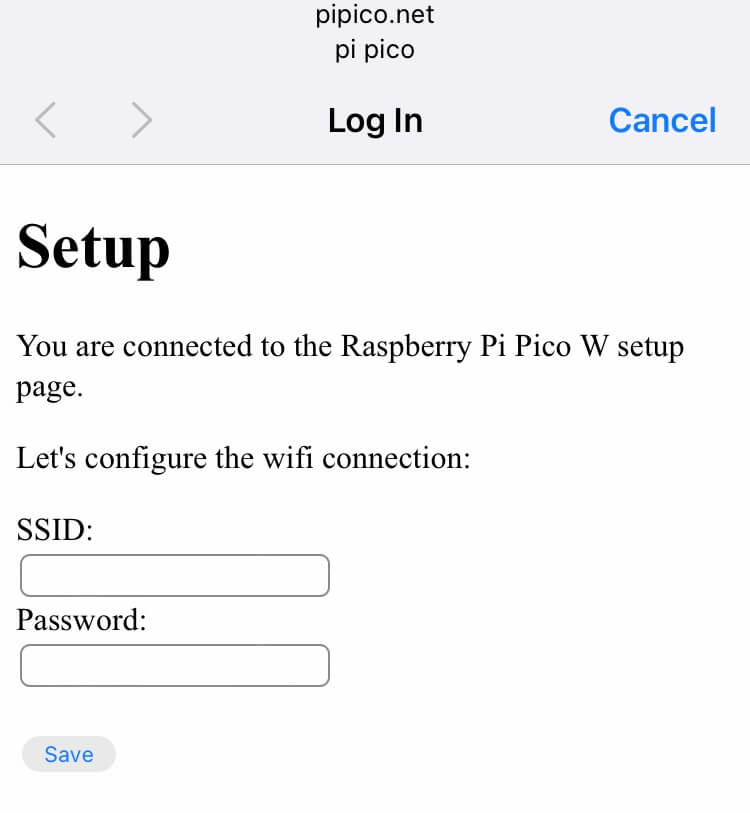 pipico.net
pi pico
Log In
Cancel
Setup
You are connected to the Raspberry Pi Pico W setup
page.
Let's configure the wifi connection:
SSID:
Password:
Save